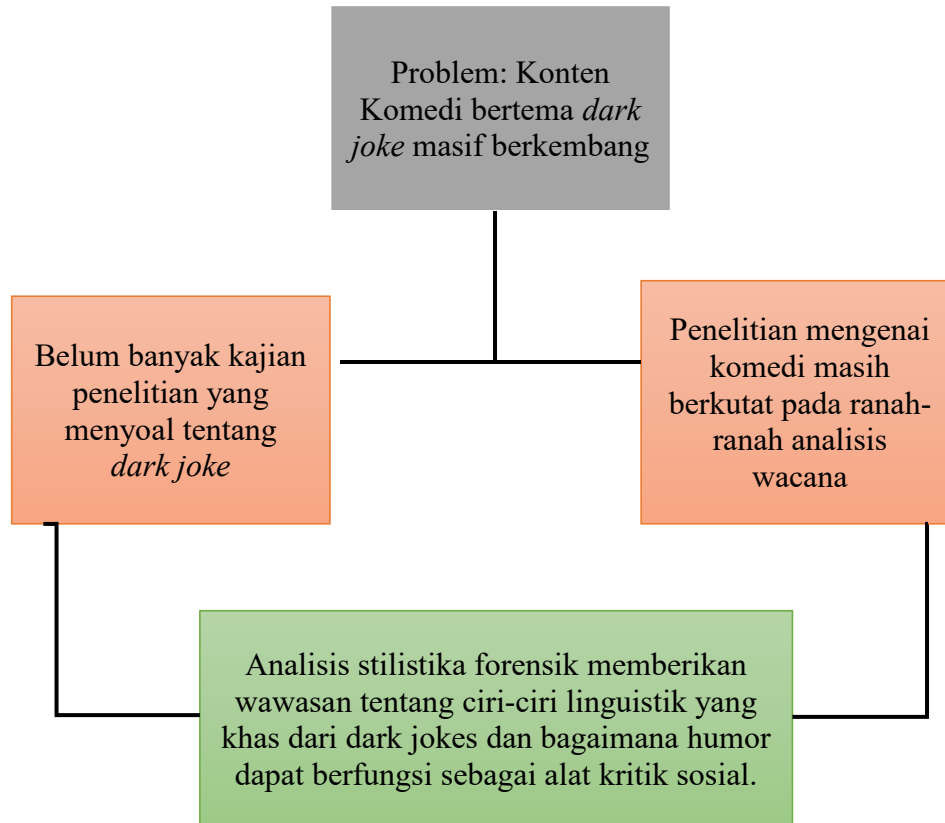 Problem: Konten
Komedi bertema dark
joke masif berkembang
Belum banyak kajian
penelitian yang
menyoal tentang
dark joke
Penelitian mengenai
komedi masih
berkutat pada ranah-
ranah analisis
wacana
Analisis stilistika forensik memberikan
wawasan tentang ciri-ciri linguistik yang
khas dari dark jokes dan bagaimana humor
dapat berfungsi sebagai alat kritik sosial.